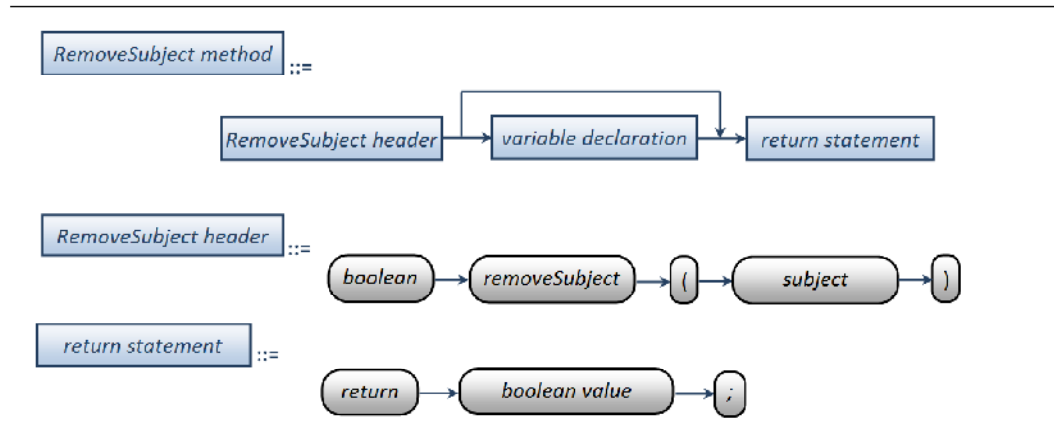 RemoveSubject method ::=
RemoveSubject header variable declaration return statement
RemoveSubject header ::=
boolean removeSubject ( subject )
return statement ::=
return boolean value ;